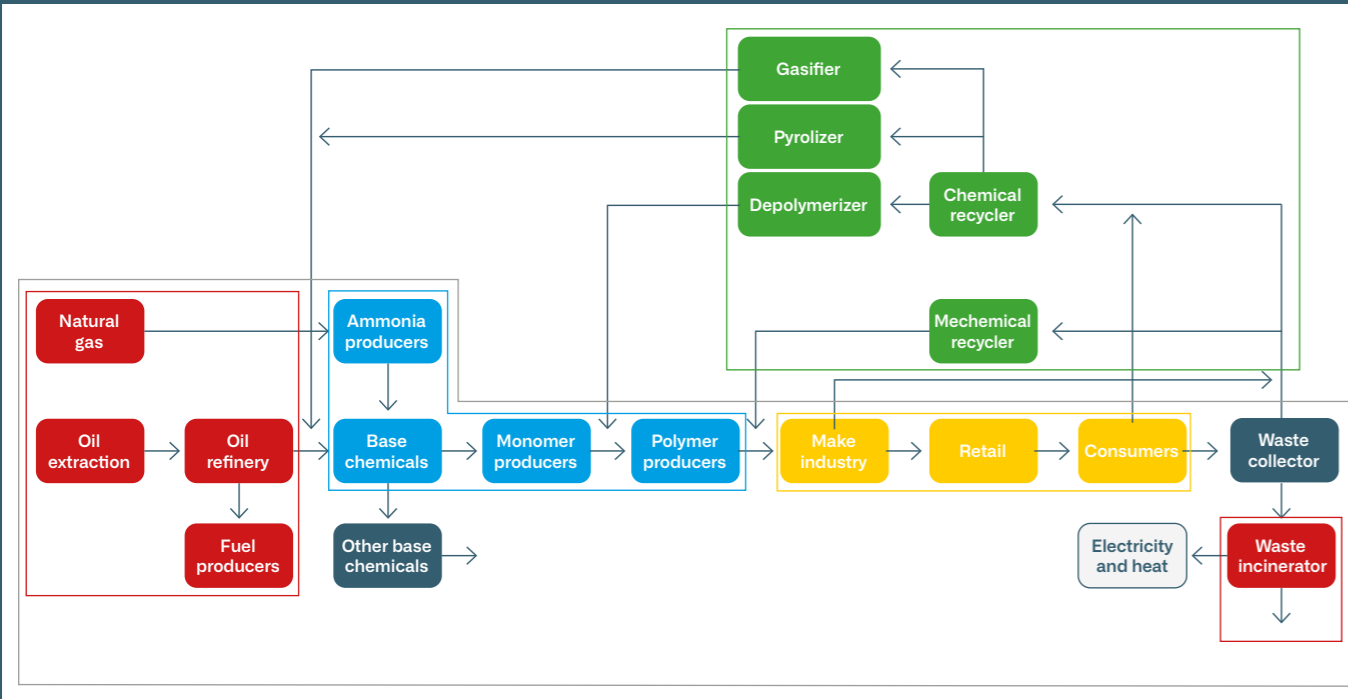 Gasifier
Pyrolizer
Depolymerizer
Chemical
recycler
Natural
gas
Ammonia
producers
Mechemical
recycler
Oil
extraction
Oil
refinery
Base
chemicals
Monomer
producers
Polymer
producers
Make
industry
Retail
Consumers
Waste
collector
Fuel
producers
Other base
chemicals
Electricity
and heat
Waste
incinerator